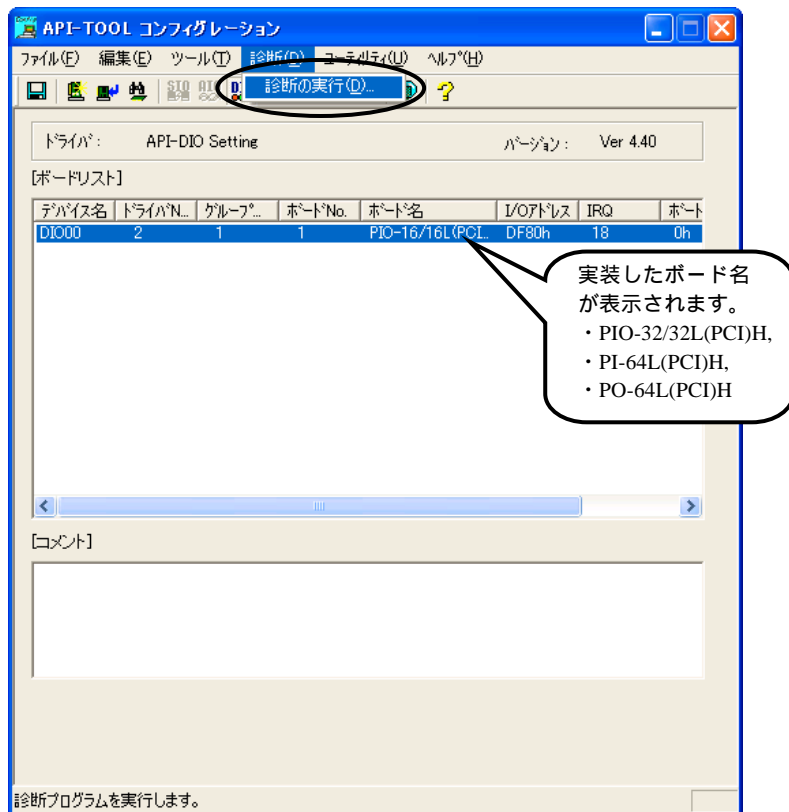 API-TOOL コンフィグレーション
ファイル(F) 編集(E) ツール(T) 診断(D) ユーティリティ(U) ヘルプ(H)
診断の実行(D)...
ドライバ: API-DIO Setting バージョン: Ver 4.40
[ボードリスト]
デバイス名 ドライバN... グループ... ボードNo. ボード名 I/Oアドレス IRQ ボート
DIO00 2 1 1 PIO-16/16L(PCI... DF80h 18 0h
実装したボード名
が表示されます。
・PIO-32/32L(PCI)H,
・PI-64L(PCI)H,
・PO-64L(PCI)H
[コメント]
診断プログラムを実行します。